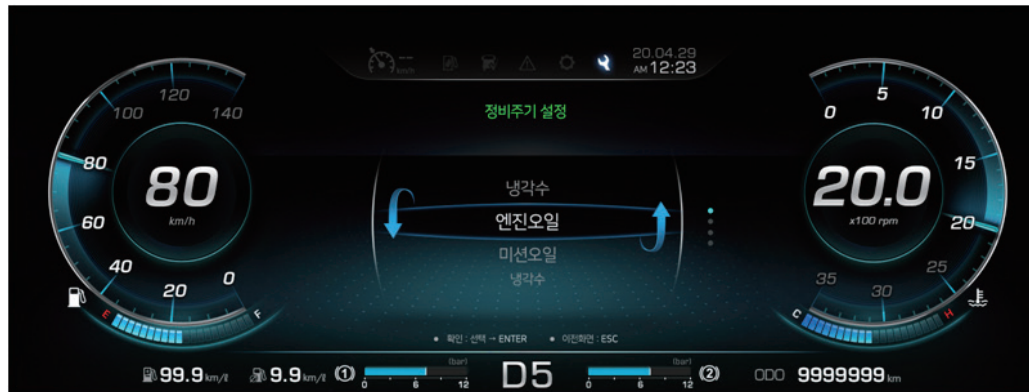 20.04.29
AM 12:23
--- km/h
정비주기 설정
0 20 40 60 80 100 120 140
80
km/h
E F
냉각수
엔진오일
미션오일
냉각수
0 5 10 15 20 25 30 35
20.0
x100 rpm
C H
• 확인 : 선택 → ENTER • 이전화면 : ESC
99.9 km/ℓ 9.9 km/ℓ (1) (bar) 0 6 12 D5 (bar) 0 6 12 (2) ODO 9999999 km